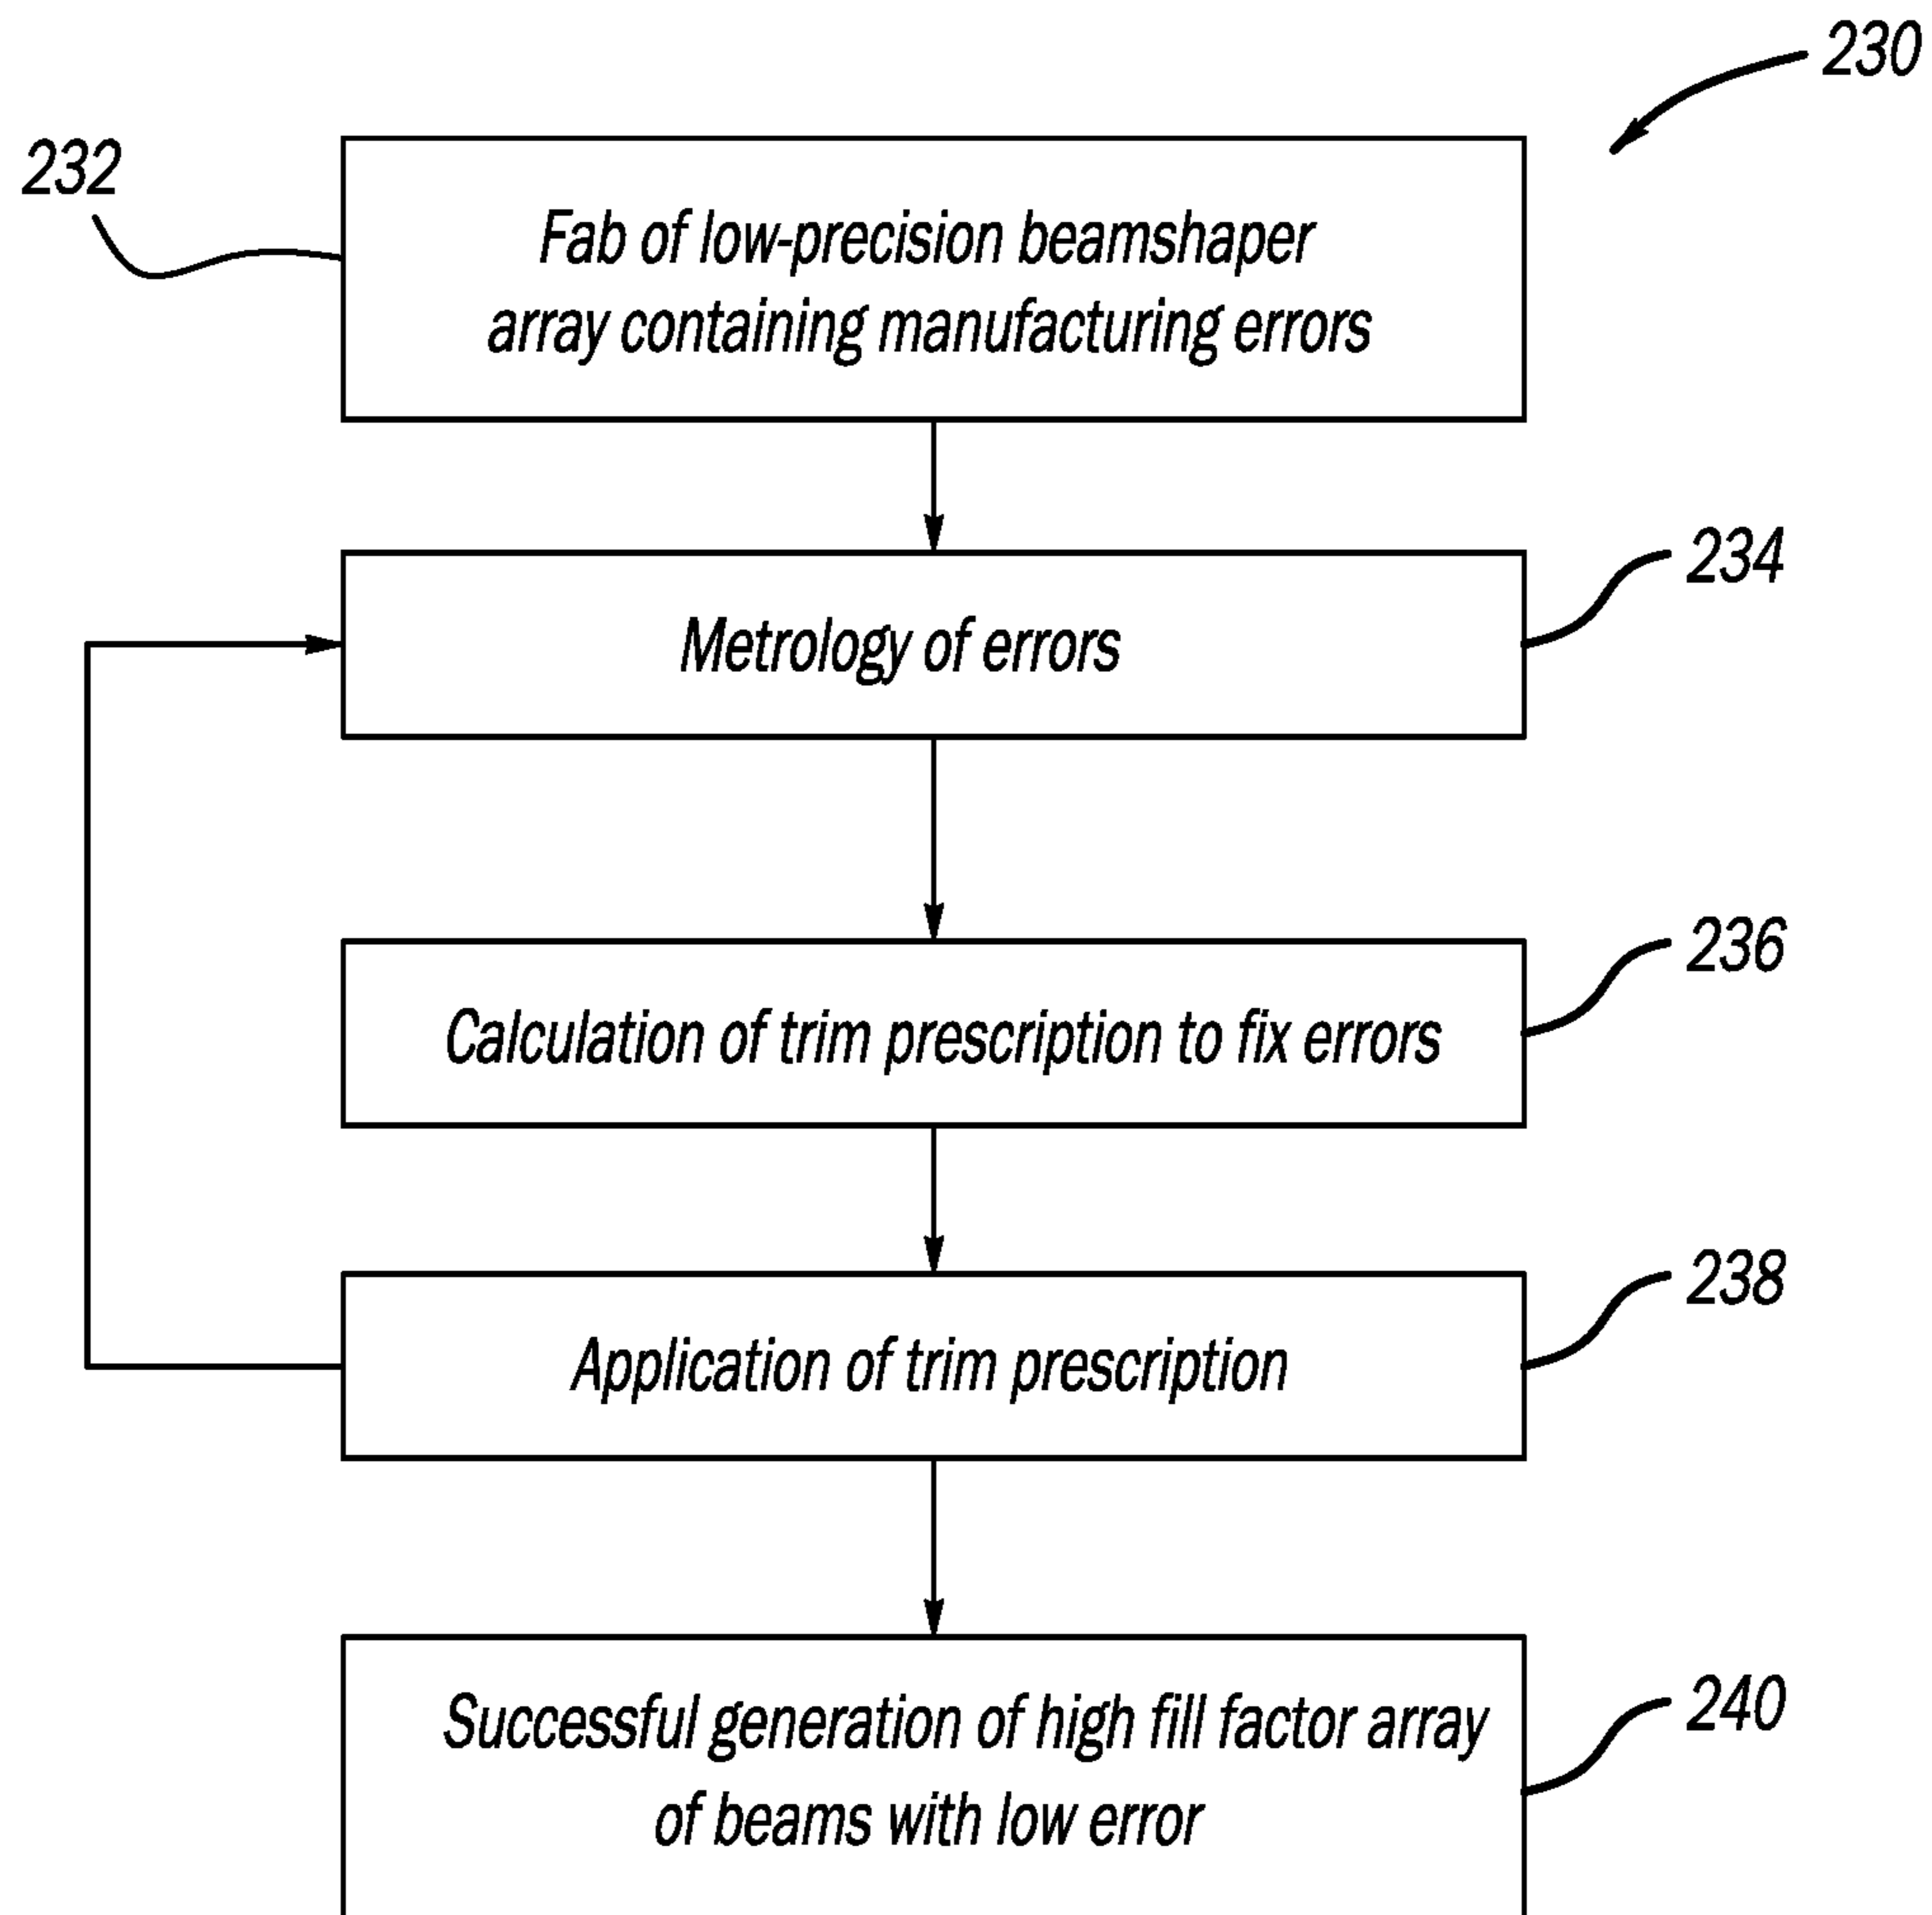 230
232
Fab of low-precision beamshaper
array containing manufacturing errors
234
Metrology of errors
236
Calculation of trim prescription to fix errors
238
Application of trim prescription
240
Successful generation of high fill factor array
of beams with low error